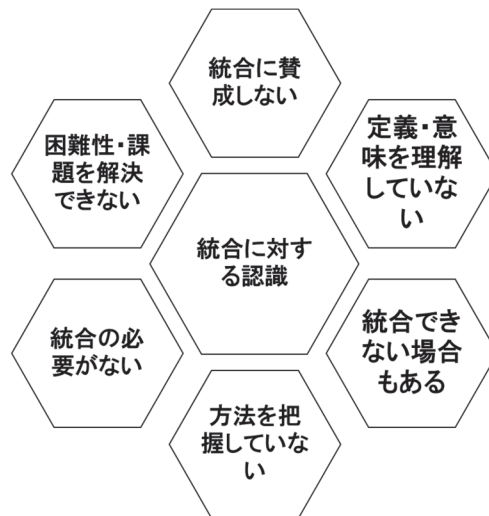 統合に賛
成しない
困難性・課
題を解決
できない
定義・意
味を理解
していな
い
統合に対す
る認識
統合の必
要がない
統合でき
ない場合
もある
方法を把
握していな
い